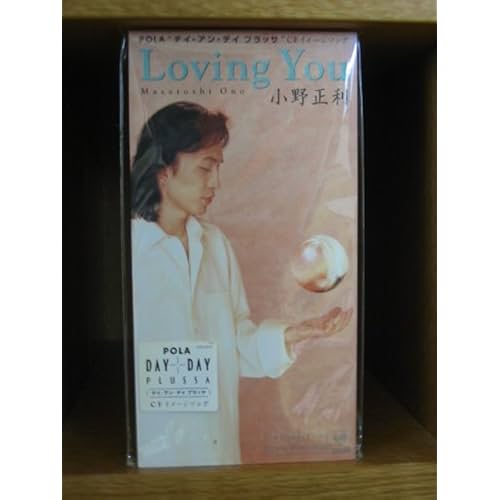 POLA "デイ・アン・デイ プラッサ" CFイメージソング
Loving You
Masatoshi Ono 小野正利
POLA
DAY DAY
PLUSSA
デイ・アン・デイ プラッサ
CFイメージソング